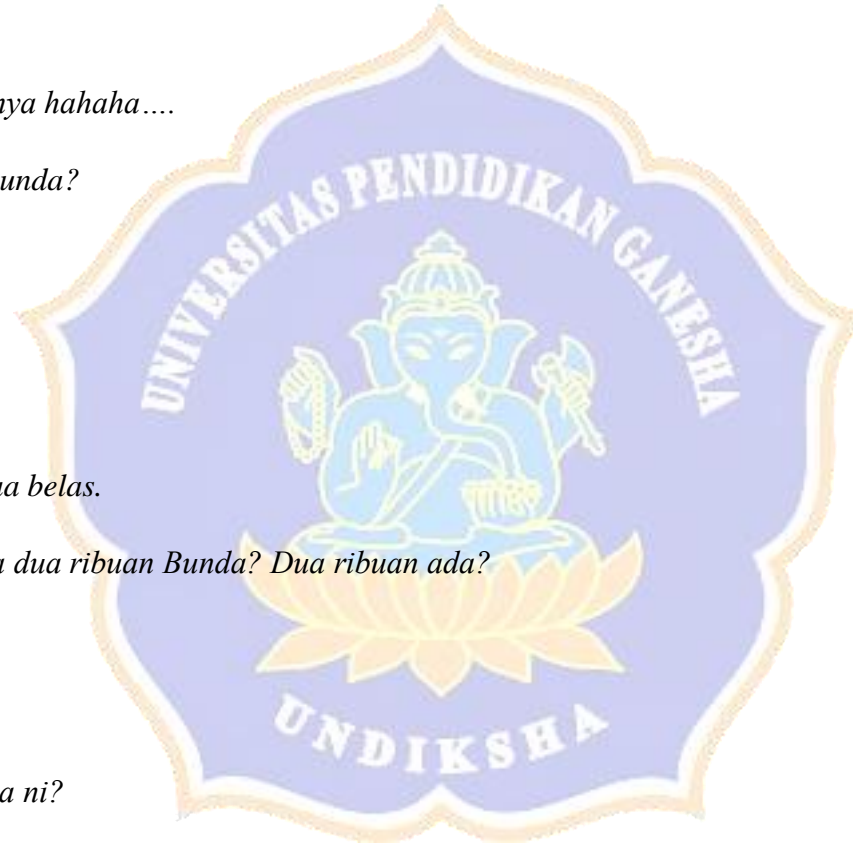 nya hahaha….
unda?
UNIVERSITAS PENDIDIKAN GANESHA
a belas.
dua ribuan Bunda? Dua ribuan ada?
UNDIKSHA
a ni?